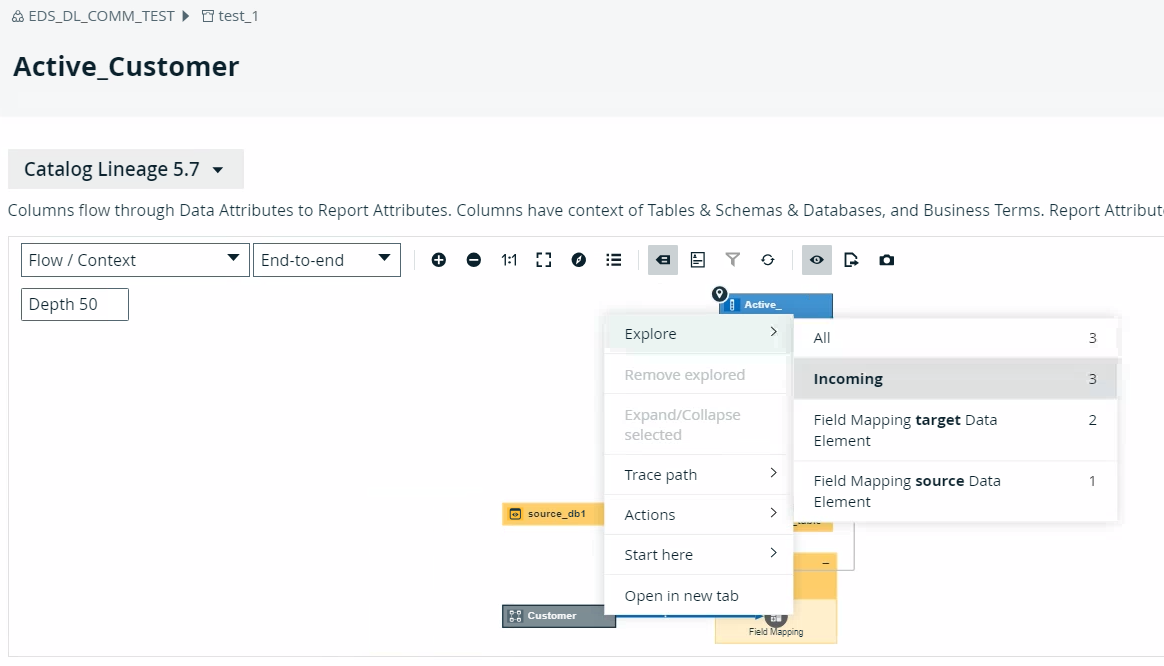 EDS_DL_COMM_TEST test_1
Active_Customer
Catalog Lineage 5.7
Columns flow through Data Attributes to Report Attributes. Columns have context of Tables & Schemas & Databases, and Business Terms. Report Attribut
Flow / Context End-to-end 1:1
Depth 50
Active_
Explore
Remove explored
Expand/Collapse
selected
Trace path
Actions
Start here
Open in new tab
All 3
Incoming 3
Field Mapping target Data 2
Element
Field Mapping source Data 1
Element
source_db1
Customer
Field Mapping